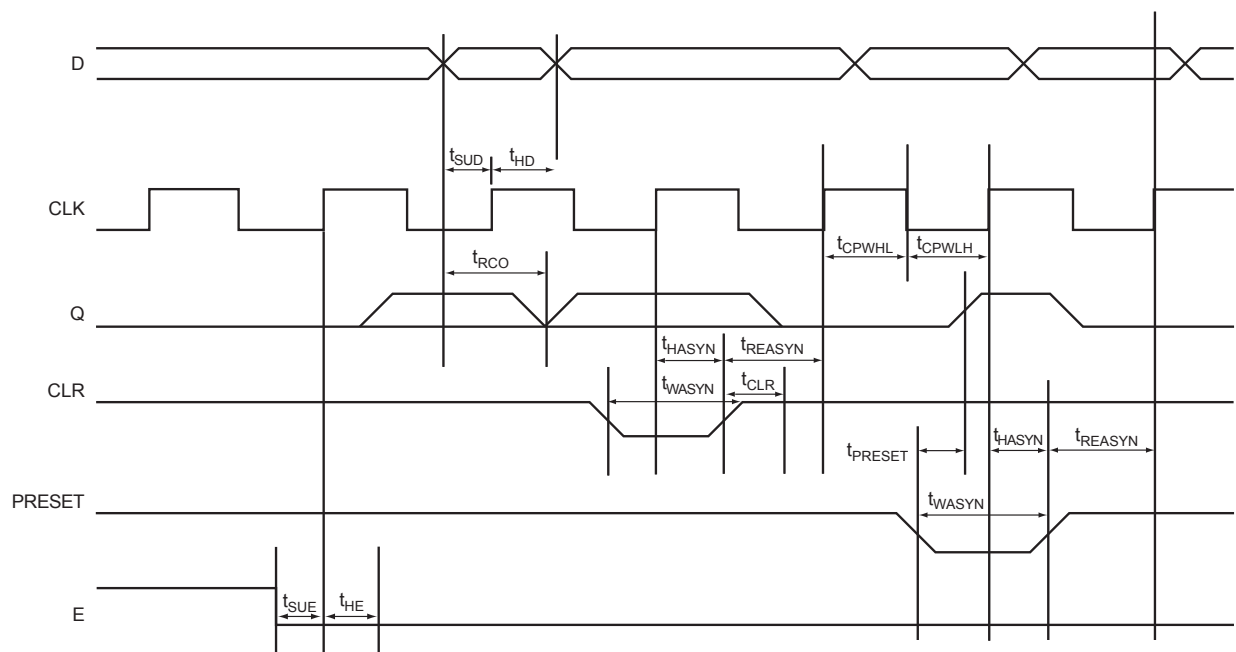 D
tSUD tHD
CLK
tCPWHL tCPWLH
tRCO
Q
tHASYN tREASYN
CLR
tWASYN tCLR
tPRESET tHASYN tREASYN
PRESET
tWASYN
tSUE tHE
E